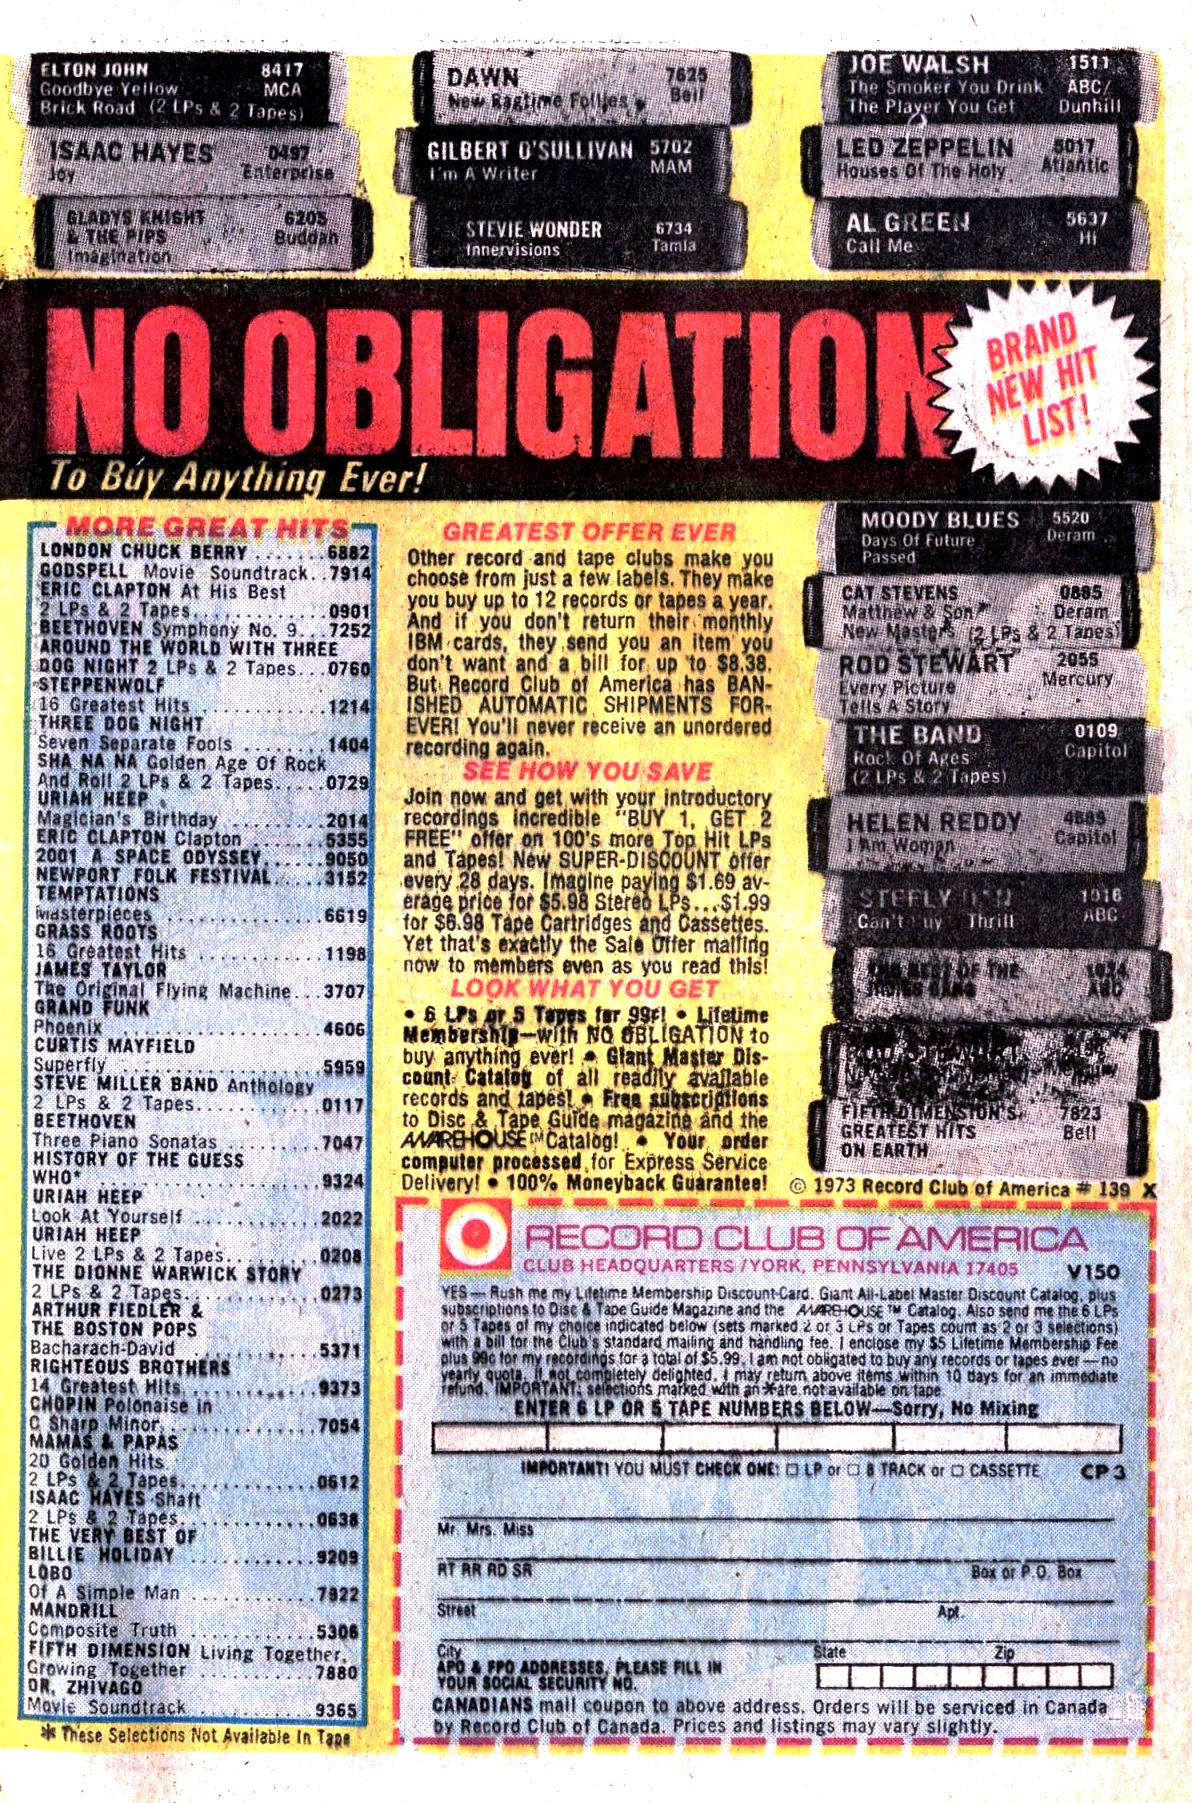 ELTON JOHN 8417
Goodbye Yellow MCA
Brick Road (2 LPs & 2 Tapes)
ISAAC HAYES 0497
Joy Enterprise
GLADYS KNIGHT 6205
& THE PIPS Buddah
Imagination
DAWN 7625
New Ragtime Follies Bell
GILBERT O'SULLIVAN 5702
I'm A Writer MAM
STEVIE WONDER 6734
Innervisions Tamla
JOE WALSH 1511
The Smoker You Drink ABC/
The Player You Get Dunhill
LED ZEPPELIN 5017
Houses Of The Holy Atlantic
AL GREEN 5637
Call Me Hi
NO OBLIGATION
To Buy Anything Ever!
BRAND
NEW HIT
LIST!
MORE GREAT HITS
LONDON CHUCK BERRY .......6882
GODSPELL Movie Soundtrack..7914
ERIC CLAPTON At His Best
2 LPs & 2 Tapes..............0901
BEETHOVEN Symphony No. 9...7252
AROUND THE WORLD WITH THREE
DOG NIGHT 2 LPs & 2 Tapes...0760
STEPPENWOLF
16 Greatest Hits .............1214
THREE DOG NIGHT
Seven Separate Fools ........1404
SHA NA NA Golden Age Of Rock
And Roll 2 LPs & 2 Tapes.....0729
URIAH HEEP
Magician's Birthday ..........2014
ERIC CLAPTON Clapton ........5355
2001 A SPACE ODYSSEY.......9050
NEWPORT FOLK FESTIVAL.....3152
TEMPTATIONS
Masterpieces ................6619
GRASS ROOTS
16 Greatest Hits .............1198
JAMES TAYLOR
The Original Flying Machine...3707
GRAND FUNK
Phoenix ....................4606
CURTIS MAYFIELD
Superfly ...................5959
STEVE MILLER BAND Anthology
2 LPs & 2 Tapes.............0117
BEETHOVEN
Three Piano Sonatas .........7047
HISTORY OF THE GUESS
WHO* ....................9324
URIAH HEEP
Look At Yourself ............2022
URIAH HEEP
Live 2 LPs & 2 Tapes.........0208
THE DIONNE WARWICK STORY
2 LPs & 2 Tapes.............0273
ARTHUR FIEDLER &
THE BOSTON POPS
Bacharach-David .............5371
RIGHTEOUS BROTHERS
14 Greatest Hits.............9373
CHOPIN Polonaise in
C Sharp Minor...............7054
MAMAS & PAPAS
20 Golden Hits
2 LPs & 2 Tapes.............0612
ISAAC HAYES Shaft
2 LPs & 2 Tapes.............0638
THE VERY BEST OF
BILLIE HOLIDAY ............9209
LOBO
Of A Simple Man ............7922
MANDRILL
Composite Truth .............5306
FIFTH DIMENSION Living Together,
Growing Together ............7880
DR. ZHIVAGO
Movie Soundtrack ............9365
* These Selections Not Available In Tape
GREATEST OFFER EVER
Other record and tape clubs make you
choose from just a few labels. They make
you buy up to 12 records or tapes a year.
And if you don't return their monthly
IBM cards, they send you an item you
don't want and a bill for up to $8.38.
But Record Club of America has BAN-
ISHED AUTOMATIC SHIPMENTS FOR-
EVER! You'll never receive an unordered
recording again.
SEE HOW YOU SAVE
Join now and get with your introductory
recordings incredible "BUY 1, GET 2
FREE" offer on 100's more Top Hit LPs
and Tapes! New SUPER-DISCOUNT offer
every 28 days. Imagine paying $1.69 av-
erage price for $5.98 Stereo LPs...$1.99
for $6.98 Tape Cartridges and Cassettes.
Yet that's exactly the Sale Offer mailing
now to members even as you read this!
LOOK WHAT YOU GET
• 6 LPs or 5 Tapes for 99¢! • Lifetime
Membership—with NO OBLIGATION to
buy anything ever! • Giant Master Dis-
count Catalog of all readily available
records and tapes! • Free subscriptions
to Disc & Tape Guide magazine and the
AWAREHOUSE™ Catalog! • Your order
computer processed for Express Service
Delivery! • 100% Moneyback Guarantee!
MOODY BLUES 5520
Days Of Future Deram
Passed
CAT STEVENS 0885
Matthew & Son* Deram
New Masters (2 LPs & 2 Tapes)
ROD STEWART 2055
Every Picture Mercury
Tells A Story
THE BAND 0109
Rock Of Ages Capitol
(2 LPs & 2 Tapes)
HELEN REDDY 4889
I Am Woman Capitol
STEELY DAN 1016
Can't Buy Thrill ABC
THE BEST OF THE 1034
JAMES GANG ABC
FIFTH DIMENSION'S 7823
GREATEST HITS Bell
ON EARTH
© 1973 Record Club of America # 139 X
RECORD CLUB OF AMERICA
CLUB HEADQUARTERS /YORK, PENNSYLVANIA 17405 V150
YES — Rush me my Lifetime Membership Discount Card. Giant All-Label Master Discount Catalog, plus
subscriptions to Disc & Tape Guide Magazine and the AWAREHOUSE™ Catalog. Also send me the 6 LPs
or 5 Tapes of my choice indicated below (sets marked 2 or 3 LPs or Tapes count as 2 or 3 selections)
with a bill for the Club's standard mailing and handling fee. I enclose my $5 Lifetime Membership Fee
plus 99¢ for my recordings for a total of $5.99. I am not obligated to buy any records or tapes ever — no
yearly quota. If not completely delighted, I may return above items within 10 days for an immediate
refund. IMPORTANT: selections marked with an * are not available on tape
ENTER 6 LP OR 5 TAPE NUMBERS BELOW—Sorry, No Mixing
IMPORTANT! YOU MUST CHECK ONE: □ LP or □ 8 TRACK or □ CASSETTE CP3
Mr. Mrs. Miss
RT RR RD SR Box or P.O. Box
Street Apt.
City State Zip
APO & FPO ADDRESSES, PLEASE FILL IN
YOUR SOCIAL SECURITY NO.
CANADIANS mail coupon to above address. Orders will be serviced in Canada
by Record Club of Canada. Prices and listings may vary slightly.